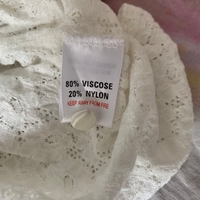 80% VISCOSE
20% NYLON
KEEP AWAY FROM FIRE